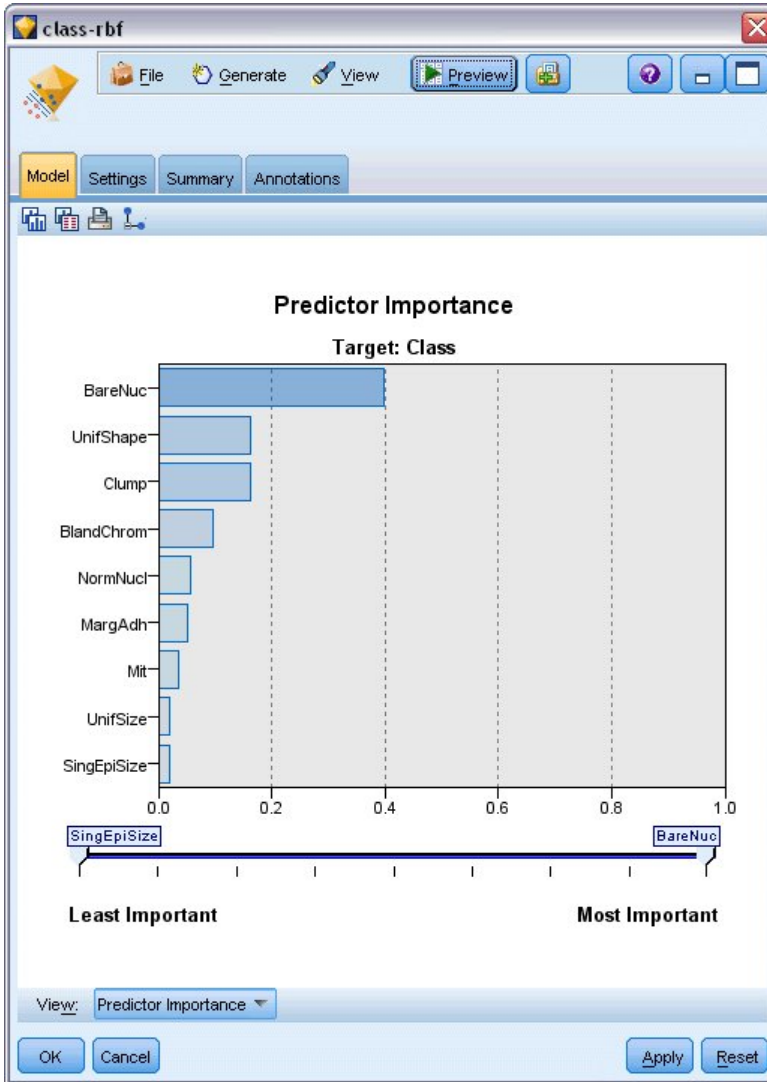 class-rbf
File Generate View Preview
Model Settings Summary Annotations
Predictor Importance
Target: Class
BareNuc
UnifShape
Clump
BlandChrom
NormNucl
MargAdh
Mit
UnifSize
SingEpiSize
0.0 0.2 0.4 0.6 0.8 1.0
SingEpiSize BareNuc
Least Important Most Important
View: Predictor Importance
OK Cancel Apply Reset